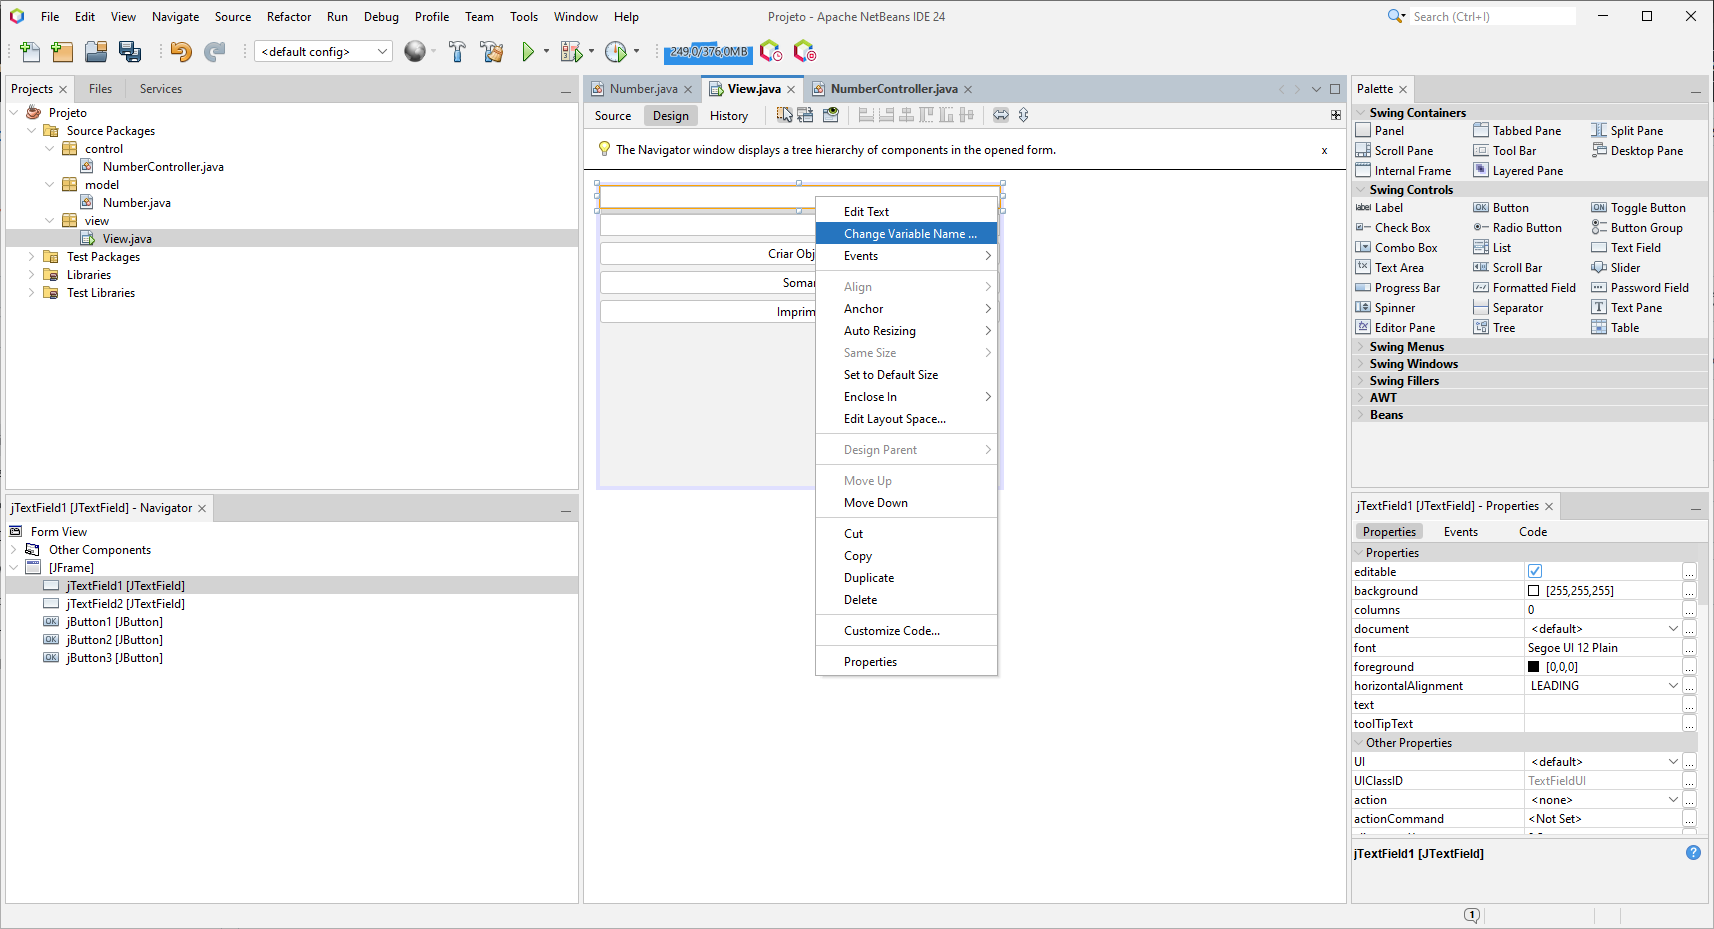 File Edit View Navigate Source Refactor Run Debug Profile Team Tools Window Help
Projeto - Apache NetBeans IDE 24
Search (Ctrl+I)
<default config>
249,0/376,0MB
Projects
Files
Services
Projeto
Source Packages
control
NumberController.java
model
Number.java
view
View.java
Test Packages
Libraries
Test Libraries
jTextField1 [JTextField] - Navigator
Form View
Other Components
[JFrame]
jTextField1 [JTextField]
jTextField2 [JTextField]
jButton1 [JButton]
jButton2 [JButton]
jButton3 [JButton]
Number.java
View.java
NumberController.java
Source Design History
The Navigator window displays a tree hierarchy of components in the opened form.
x
Criar Obj
Somar
Imprim
Edit Text
Change Variable Name ...
Events
Align
Anchor
Auto Resizing
Same Size
Set to Default Size
Enclose In
Edit Layout Space...
Design Parent
Move Up
Move Down
Cut
Copy
Duplicate
Delete
Customize Code...
Properties
Palette
Swing Containers
Panel Tabbed Pane Split Pane
Scroll Pane Tool Bar Desktop Pane
Internal Frame Layered Pane
Swing Controls
label Label OK Button ON Toggle Button
Check Box Radio Button Button Group
Combo Box List Text Field
Text Area Scroll Bar Slider
Progress Bar Formatted Field Password Field
Spinner Separator Text Pane
Editor Pane Tree Table
Swing Menus
Swing Windows
Swing Fillers
AWT
Beans
jTextField1 [JTextField] - Properties
Properties Events Code
Properties
editable
background [255,255,255] ...
columns 0 ...
document <default> ...
font Segoe UI 12 Plain ...
foreground [0,0,0] ...
horizontalAlignment LEADING ...
text ...
toolTipText ...
Other Properties
UI <default> ...
UIClassID TextFieldUI ...
action <none> ...
actionCommand <Not Set> ...
jTextField1 [JTextField]
?
1